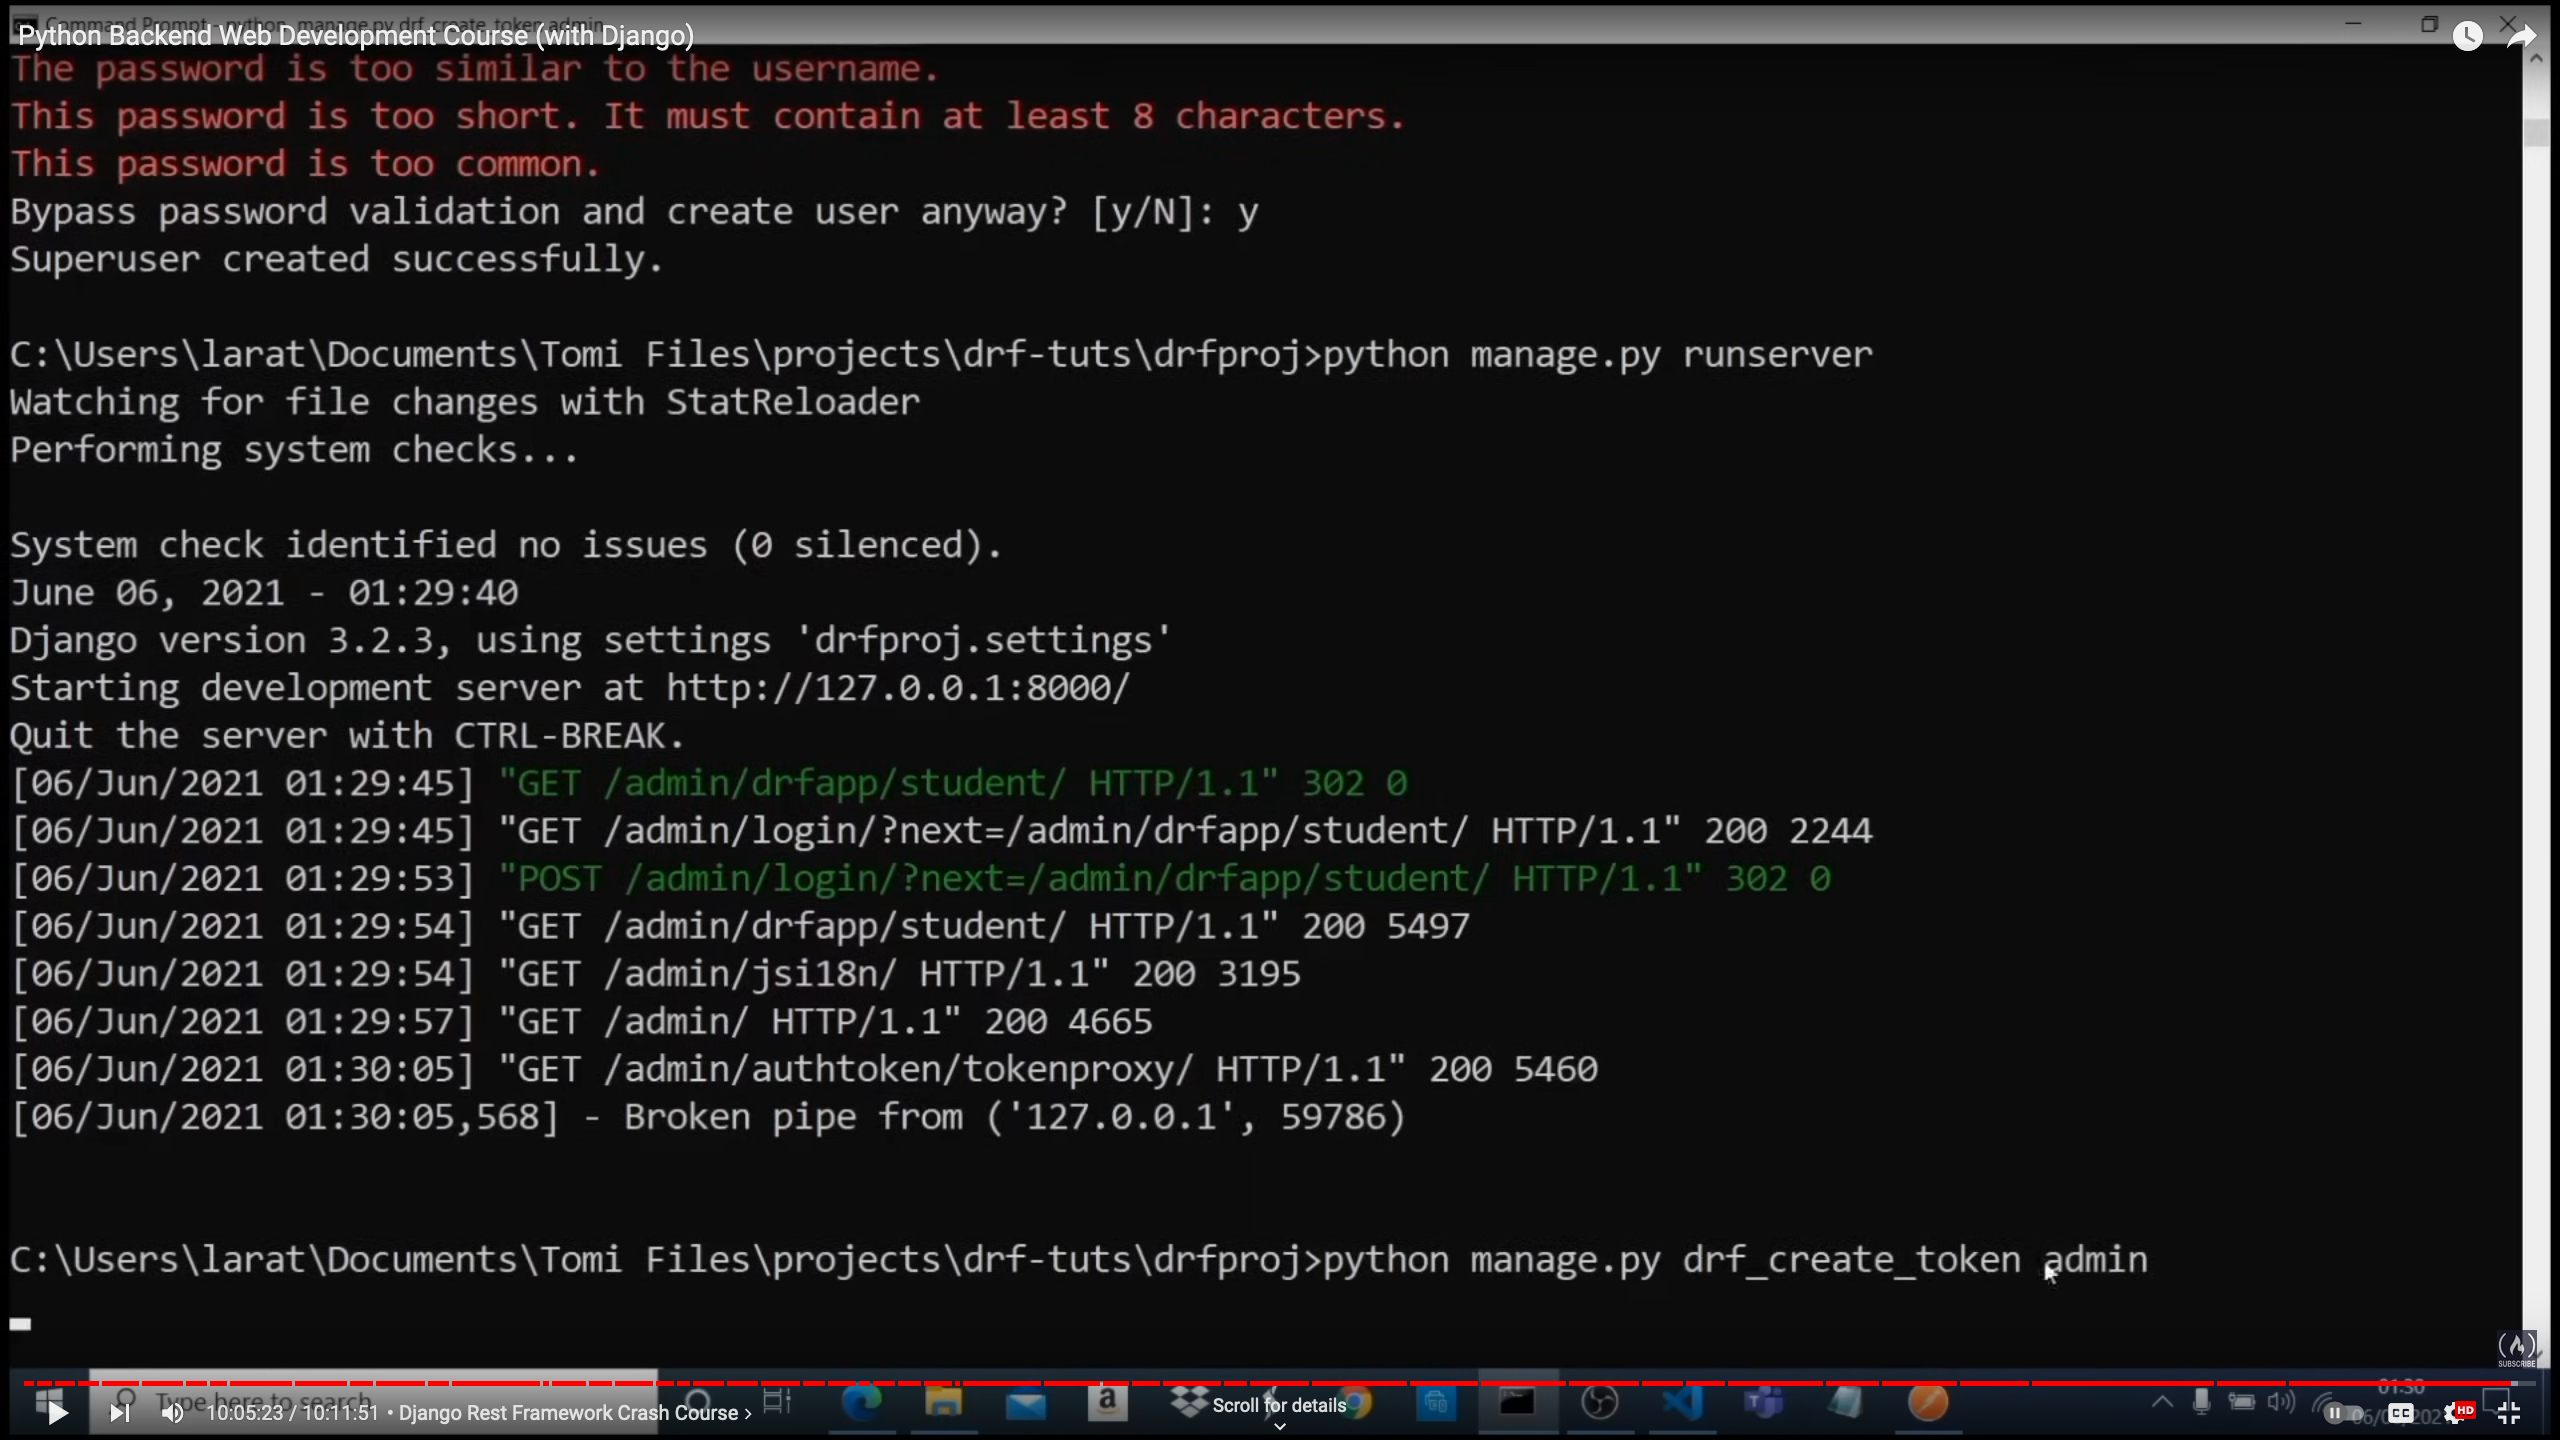 Command Prompt - python manage.py drf_create_token admin
Python Backend Web Development Course (with Django)
The password is too similar to the username.
This password is too short. It must contain at least 8 characters.
This password is too common.
Bypass password validation and create user anyway? [y/N]: y
Superuser created successfully.
C:\Users\larat\Documents\Tomi Files\projects\drf-tuts\drfproj>python manage.py runserver
Watching for file changes with StatReloader
Performing system checks...
System check identified no issues (0 silenced).
June 06, 2021 - 01:29:40
Django version 3.2.3, using settings 'drfproj.settings'
Starting development server at http://127.0.0.1:8000/
Quit the server with CTRL-BREAK.
[06/Jun/2021 01:29:45] "GET /admin/drfapp/student/ HTTP/1.1" 302 0
[06/Jun/2021 01:29:45] "GET /admin/login/?next=/admin/drfapp/student/ HTTP/1.1" 200 2244
[06/Jun/2021 01:29:53] "POST /admin/login/?next=/admin/drfapp/student/ HTTP/1.1" 302 0
[06/Jun/2021 01:29:54] "GET /admin/drfapp/student/ HTTP/1.1" 200 5497
[06/Jun/2021 01:29:54] "GET /admin/jsi18n/ HTTP/1.1" 200 3195
[06/Jun/2021 01:29:57] "GET /admin/ HTTP/1.1" 200 4665
[06/Jun/2021 01:30:05] "GET /admin/authtoken/tokenproxy/ HTTP/1.1" 200 5460
[06/Jun/2021 01:30:05,568] - Broken pipe from ('127.0.0.1', 59786)
C:\Users\larat\Documents\Tomi Files\projects\drf-tuts\drfproj>python manage.py drf_create_token admin
SUBSCRIBE
Type here to search
01:30
10:05:23 / 10:11:51 • Django Rest Framework Crash Course ›
Scroll for details
CC
HD